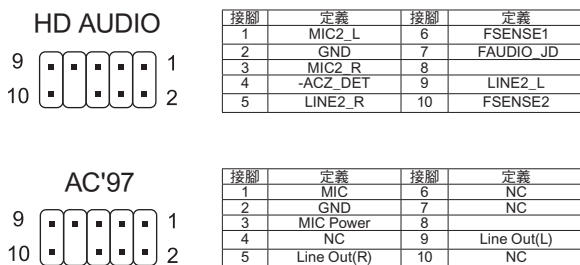 HD AUDIO
9 1
10 2
接腳 定義 接腳 定義
1 MIC2_L 6 FSENSE1
2 GND 7 FAUDIO_JD
3 MIC2_R 8
4 -ACZ_DET 9 LINE2_L
5 LINE2_R 10 FSENSE2
AC'97
9 1
10 2
接腳 定義 接腳 定義
1 MIC 6 NC
2 GND 7 NC
3 MIC Power 8
4 NC 9 Line Out(L)
5 Line Out(R) 10 NC